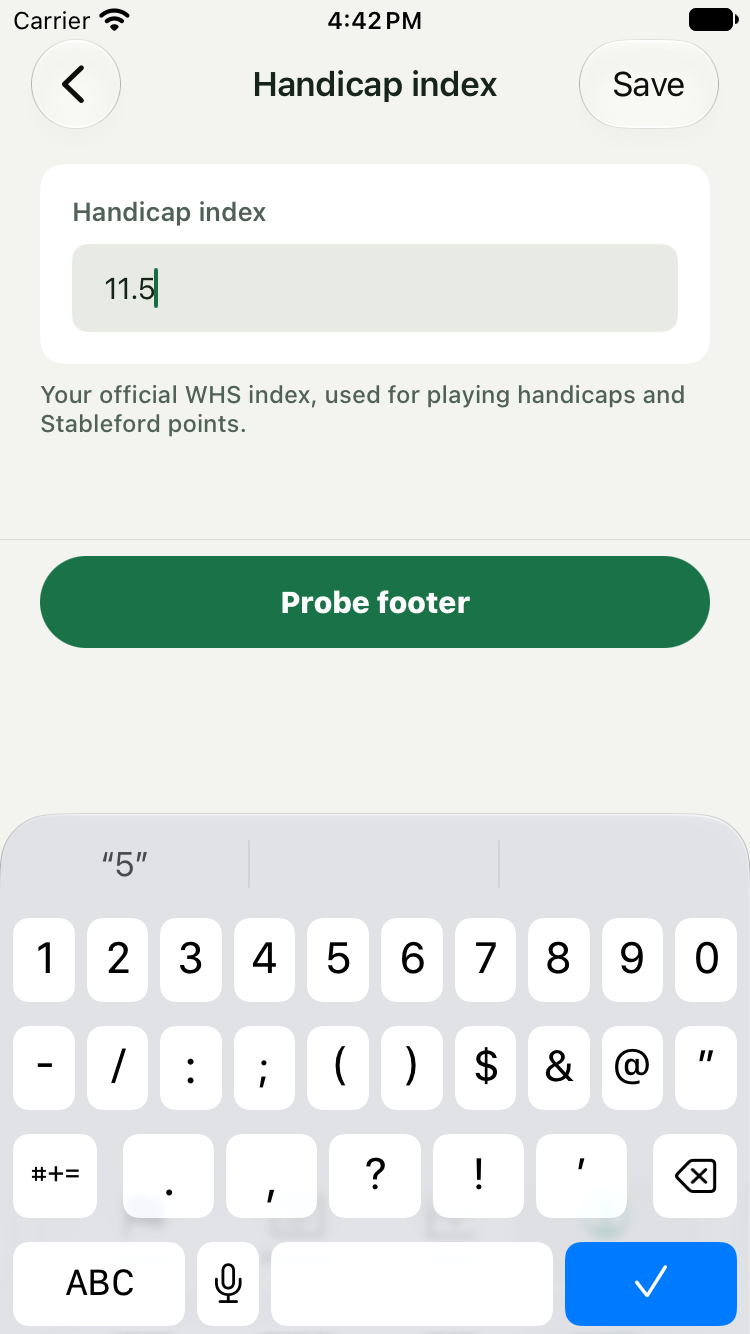 Carrier 4:42 PM
Handicap index Save
Handicap index
11.5
Your official WHS index, used for playing handicaps and
Stableford points.
Probe footer
“5”
1 2 3 4 5 6 7 8 9 0
- / : ; ( ) $ & @ "
#+= . , ? ! '
ABC